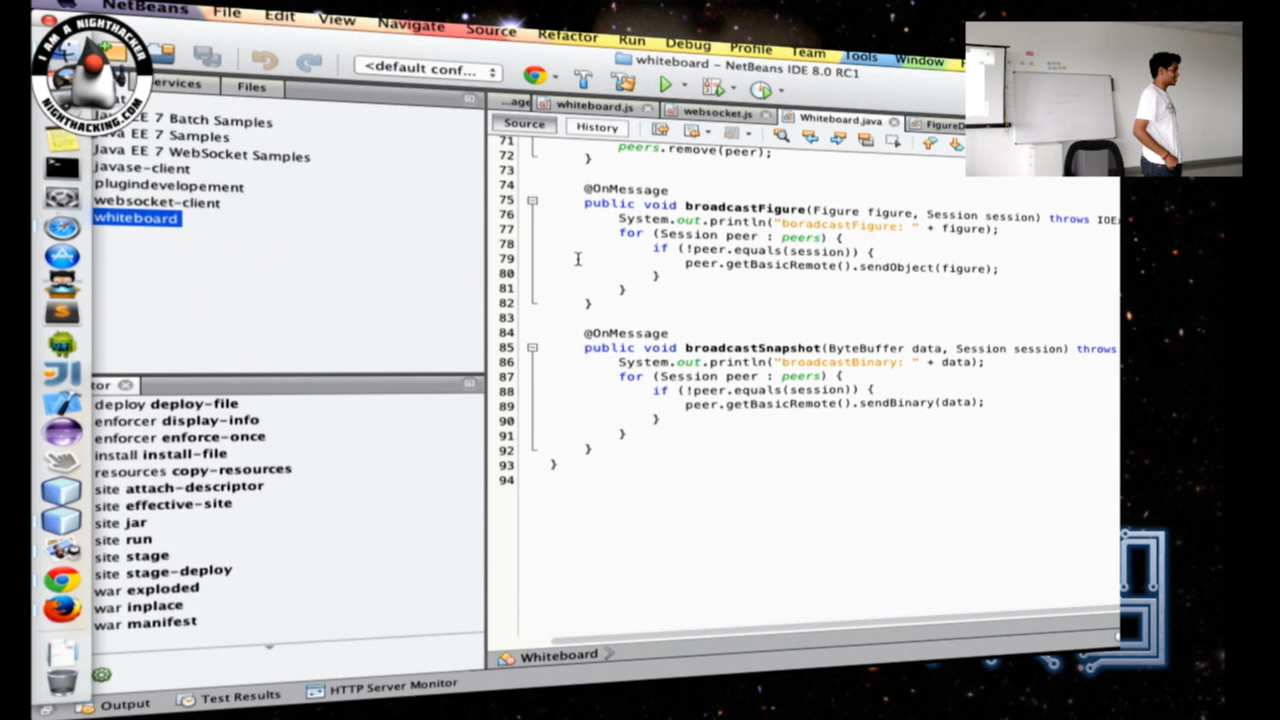 NetBeans File Edit View Navigate Source Refactor Run Debug Profile Team Tools Window
whiteboard – NetBeans IDE 8.0 RC1
I AM A NIGHTHACKER
NIGHTHACKING.COM
<default conf...
Files
whiteboard.js websocket.js Whiteboard.java
Source History
EE 7 Batch Samples
EE 7 Samples
Java EE 7 WebSocket Samples
javase-client
plugindevelopement
websocket-client
whiteboard
71
72 peers.remove(peer);
73 }
74
75 @OnMessage
76 public void broadcastFigure(Figure figure, Session session) throws
77 System.out.println("boradcastFigure: " + figure);
78 for (Session peer : peers) {
79 if (!peer.equals(session)) {
80 peer.getBasicRemote().sendObject(figure);
81 }
82 }
83 }
84
85 @OnMessage
86 public void broadcastSnapshot(ByteBuffer data, Session session) throws
87 System.out.println("broadcastBinary: " + data);
88 for (Session peer : peers) {
89 if (!peer.equals(session)) {
90 peer.getBasicRemote().sendBinary(data);
91 }
92 }
93 }
94 }
deploy deploy-file
enforcer display-info
enforcer enforce-once
install install-file
resources copy-resources
site attach-descriptor
site effective-site
site jar
site run
site stage
site stage-deploy
war exploded
war inplace
war manifest
Whiteboard
Output Test Results HTTP Server Monitor